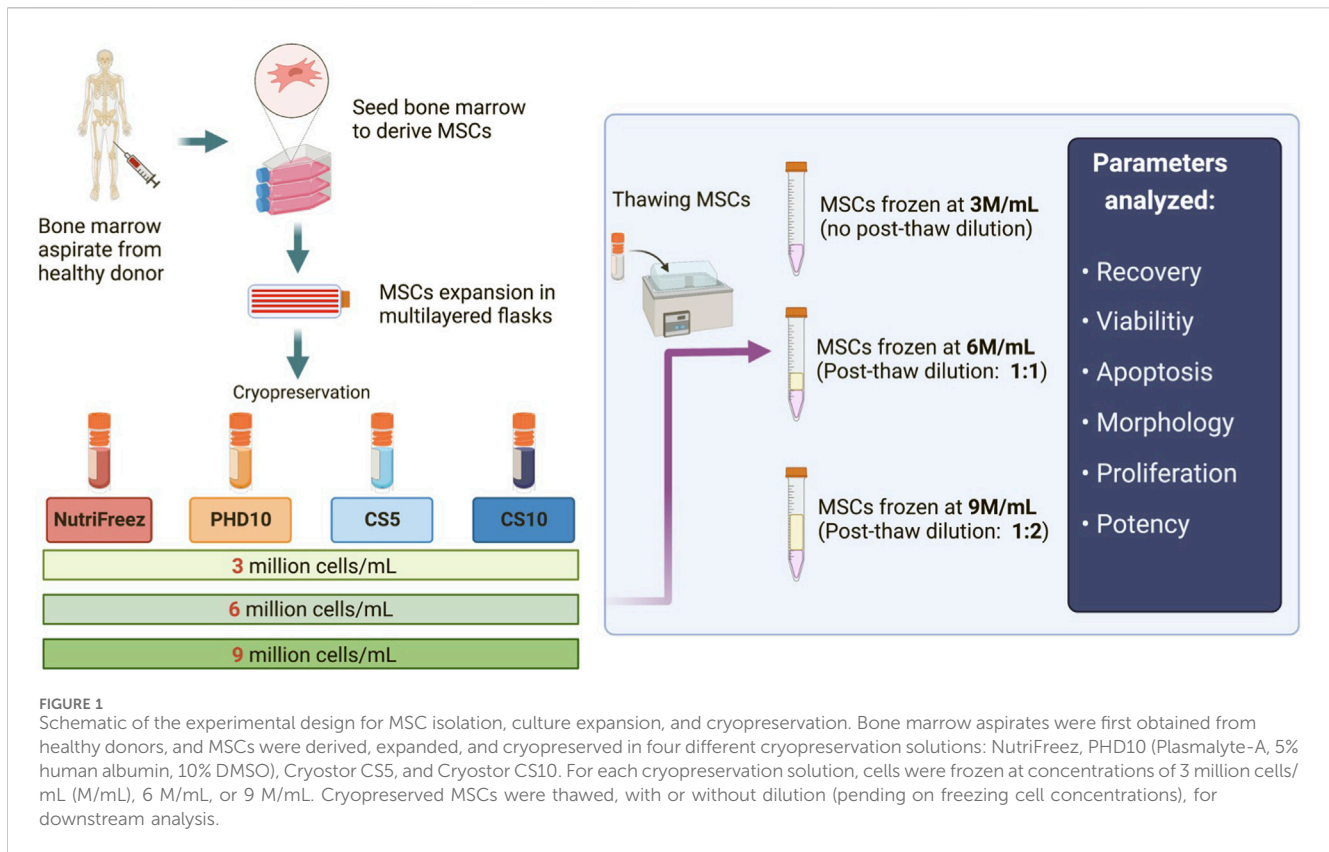 Bone marrow
aspirate from
healthy donor
Seed bone marrow
to derive MSCs
MSCs expansion in
multilayered flasks
Cryopreservation
NutriFreez
PHD10
CS5
CS10
3 million cells/mL
6 million cells/mL
9 million cells/mL
Thawing MSCs
MSCs frozen at 3M/mL
(no post-thaw dilution)
MSCs frozen at 6M/mL
(Post-thaw dilution: 1:1)
MSCs frozen at 9M/mL
(Post-thaw dilution: 1:2)
Parameters
analyzed:
• Recovery
• Viabilitiy
• Apoptosis
• Morphology
• Proliferation
• Potency
FIGURE 1
Schematic of the experimental design for MSC isolation, culture expansion, and cryopreservation. Bone marrow aspirates were first obtained from
healthy donors, and MSCs were derived, expanded, and cryopreserved in four different cryopreservation solutions: NutriFreez, PHD10 (Plasmalyte-A, 5%
human albumin, 10% DMSO), Cryostor CS5, and Cryostor CS10. For each cryopreservation solution, cells were frozen at concentrations of 3 million cells/
mL (M/mL), 6 M/mL, or 9 M/mL. Cryopreserved MSCs were thawed, with or without dilution (pending on freezing cell concentrations), for
downstream analysis.